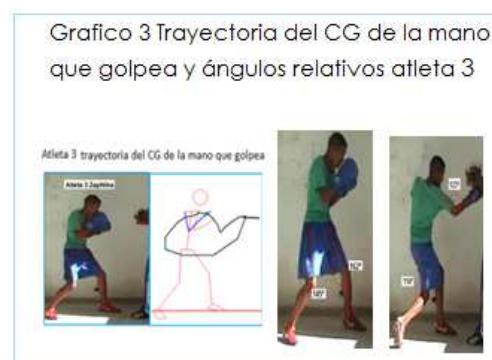 Grafico 3 Trayectoria del CG de la mano
que golpea y ángulos relativos atleta 3
Atleta 3 trayectoria del CG de la mano que golpea